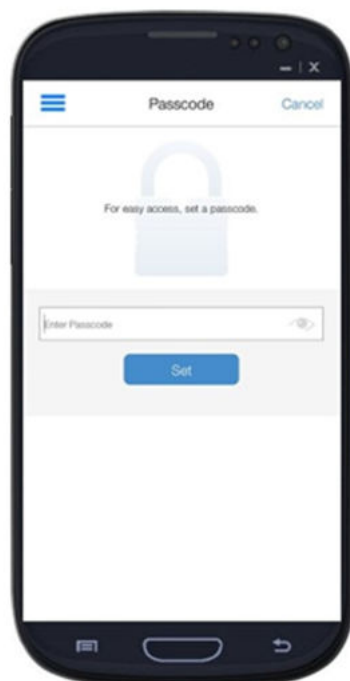 Passcode
Cancel
For easy access, set a passcode.
Enter Passcode
Set